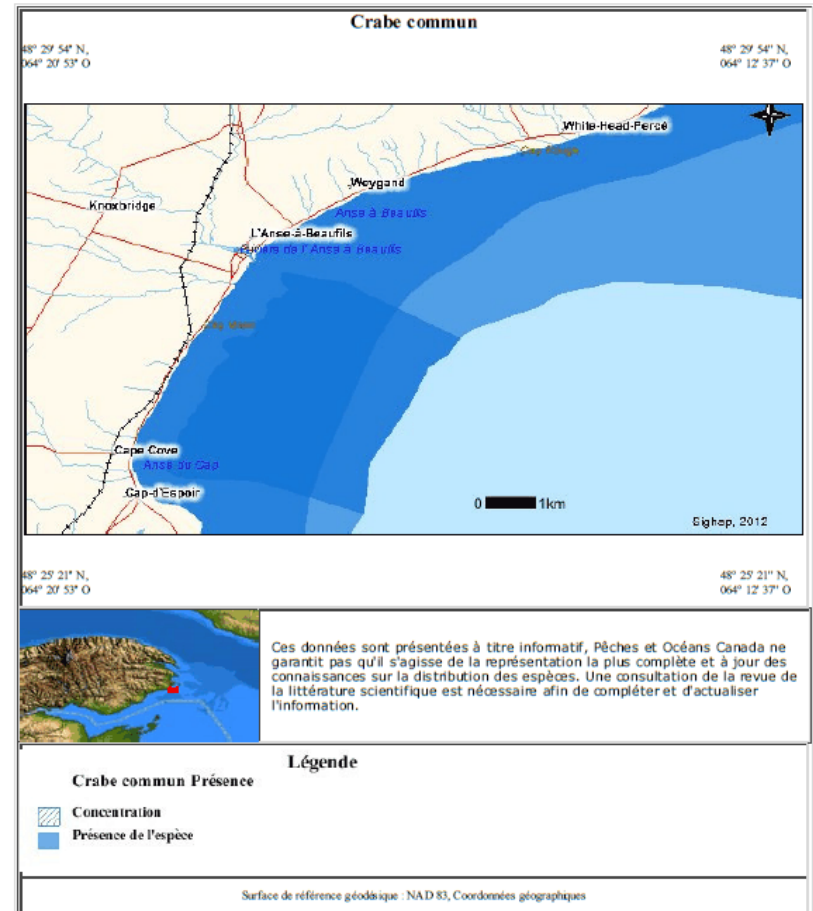 Crabe commun
48° 29' 54" N,
064° 20' 53" O
48° 29' 54" N,
064° 12' 37" O
White-Head-Percé
Cap Rouge
Weygand
Knoxbridge
Anse à Beaufils
L'Anse-à-Beaufils
Rivière de l'Anse à Beaufils
Cape Cove
Anse du Cap
Cap-d'Espoir
0 1km
Sighap, 2012
48° 25' 21" N,
064° 20' 53" O
48° 25' 21" N,
064° 12' 37" O
Ces données sont présentées à titre informatif, Pêches et Océans Canada ne
garantit pas qu'il s'agisse de la représentation la plus complète et à jour des
connaissances sur la distribution des espèces. Une consultation de la revue de
la littérature scientifique est nécessaire afin de compléter et d'actualiser
l'information.
Légende
Crabe commun Présence
Concentration
Présence de l'espèce
Surface de référence géodésique : NAD 83, Coordonnées géographiques